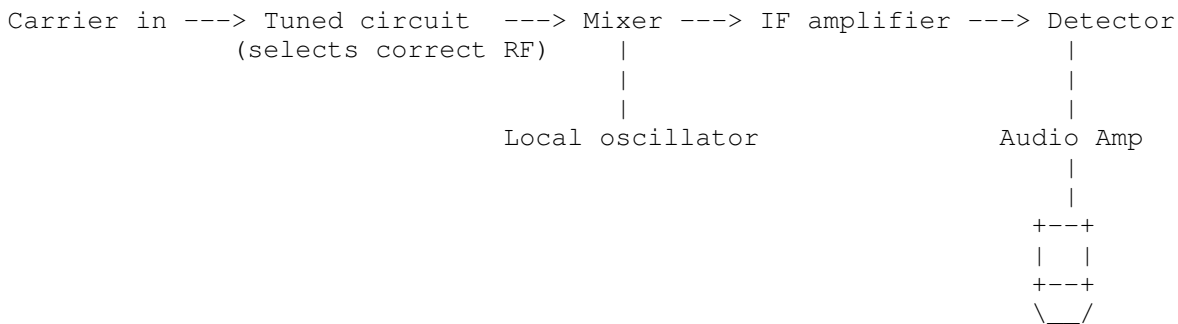 Carrier in ---> Tuned circuit ---> Mixer ---> IF amplifier ---> Detector
(selects correct RF)
Local oscillator Audio Amp